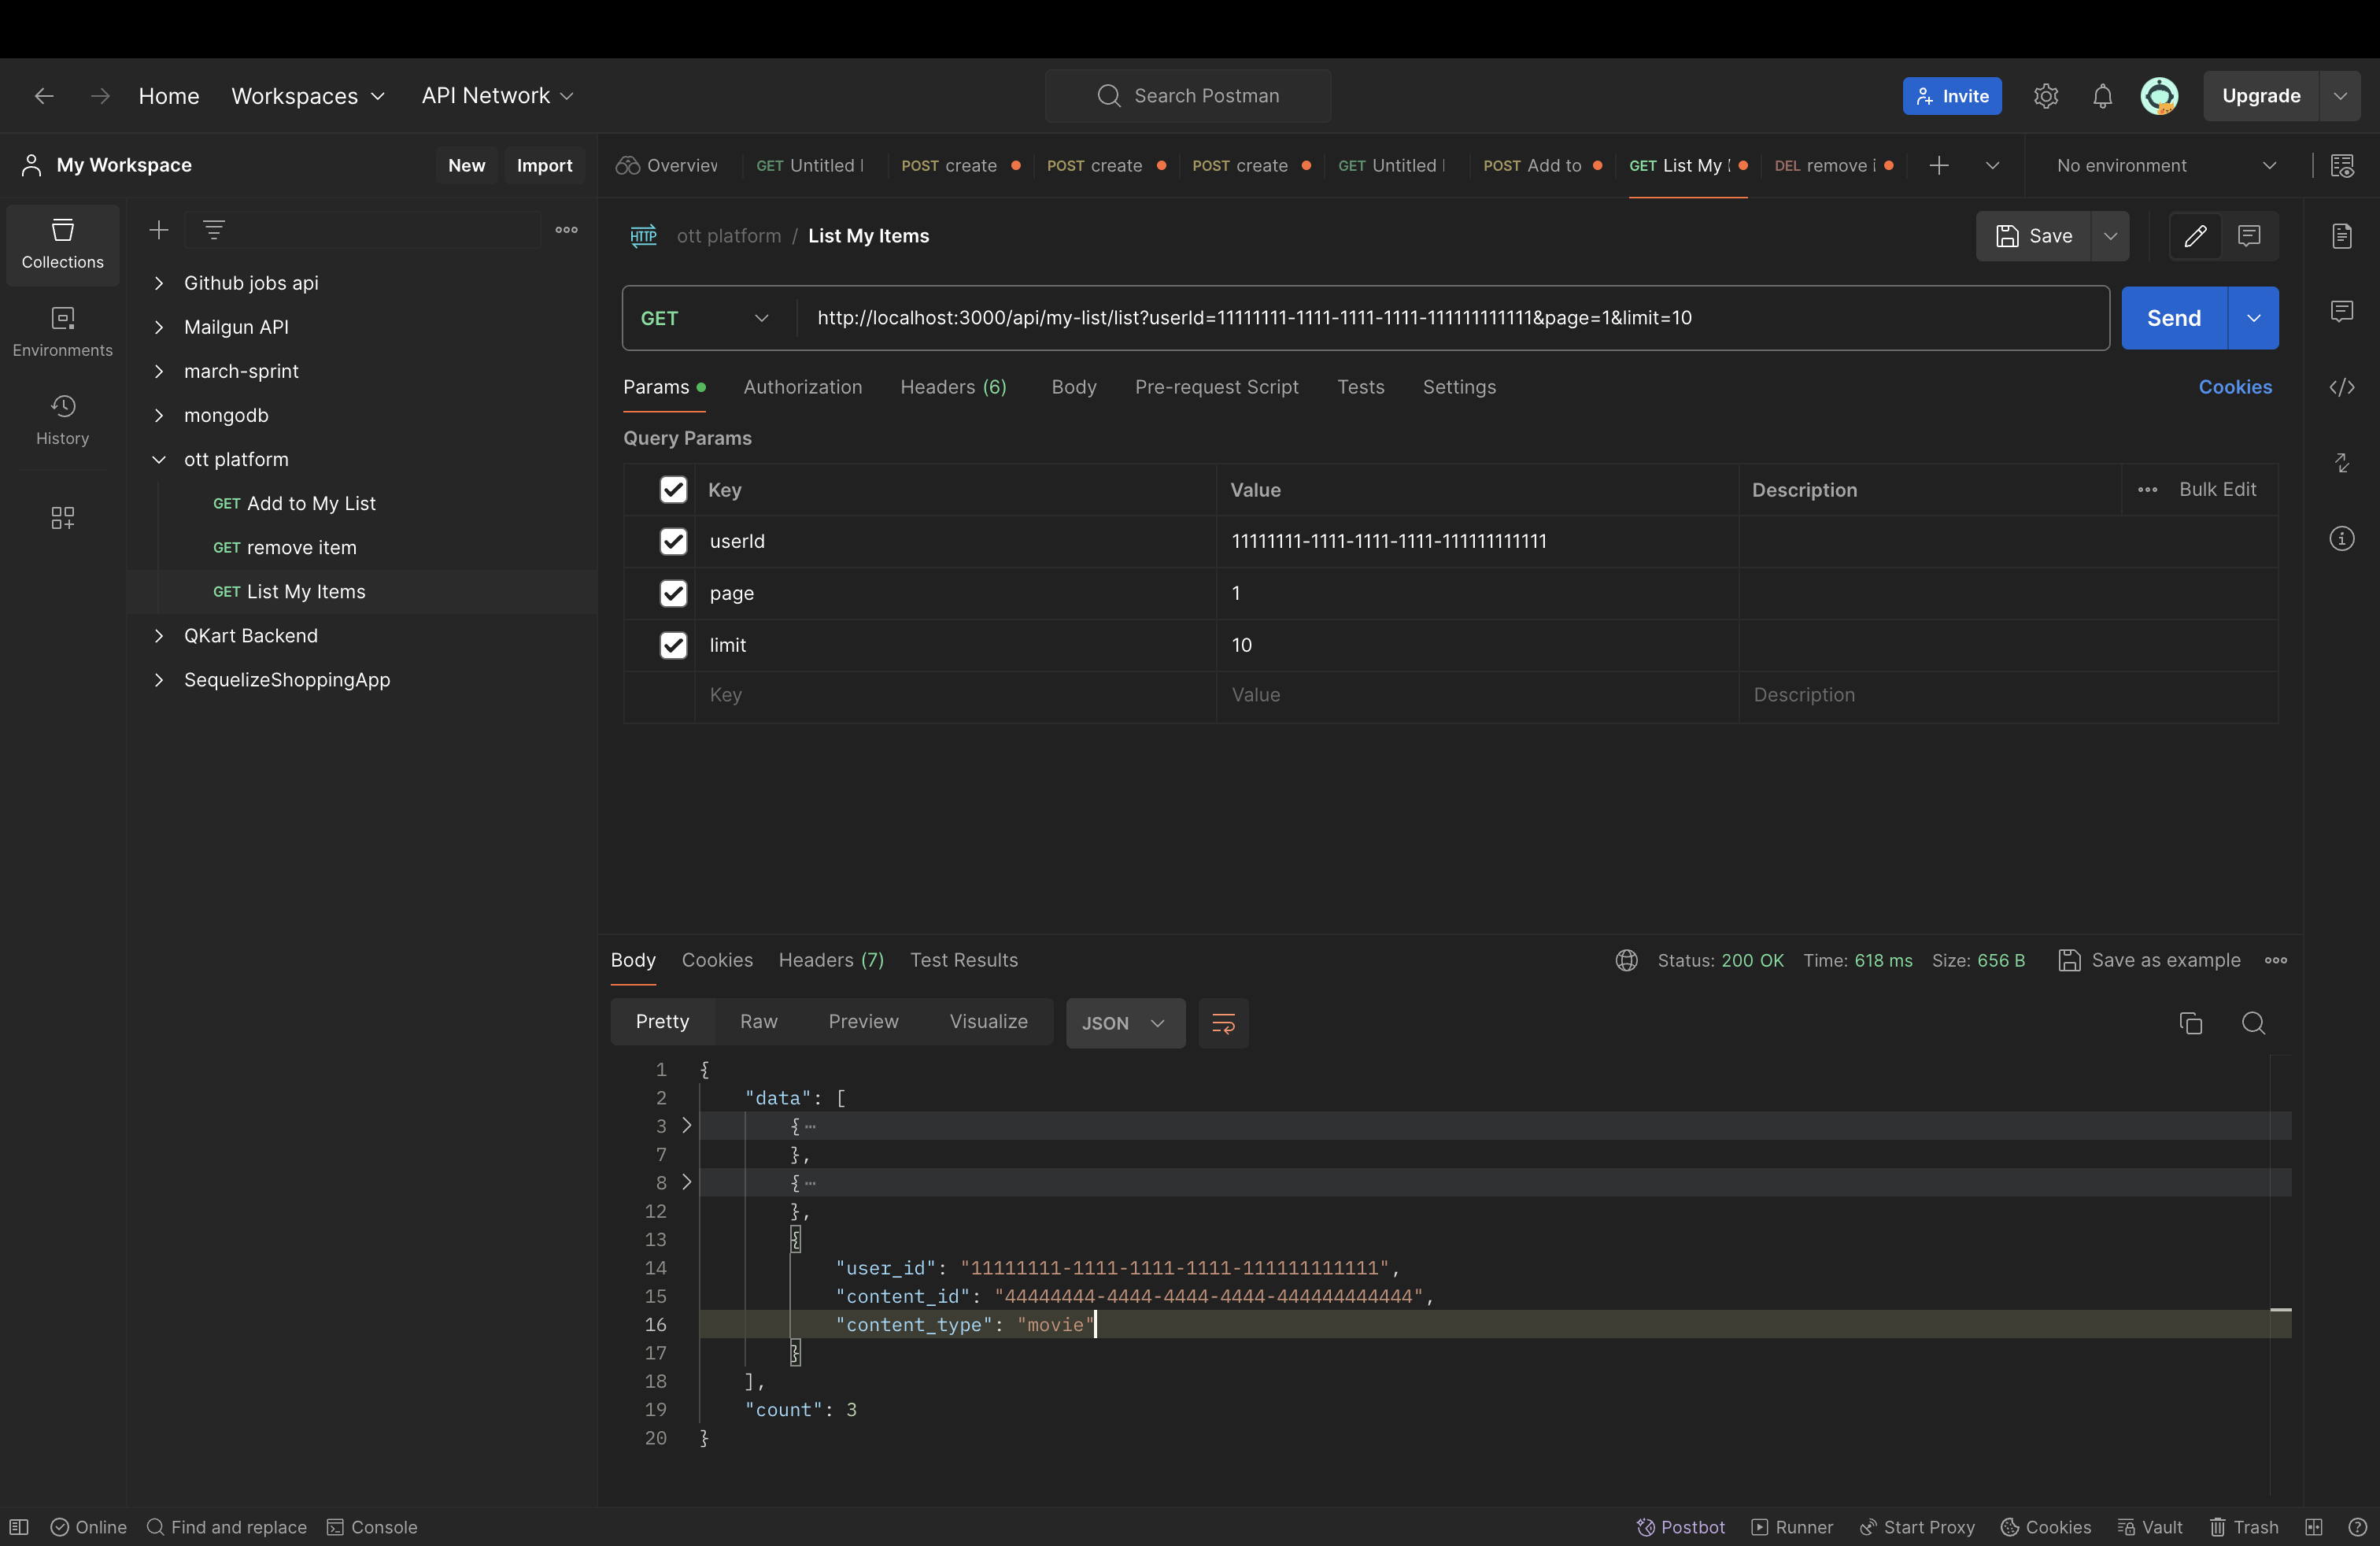 Home Workspaces API Network Search Postman Invite Upgrade
My Workspace New Import
Overview GET Untitled POST create POST create POST create GET Untitled POST Add to GET List My DEL remove i No environment
Collections
Environments
History
Github jobs api
Mailgun API
march-sprint
mongodb
ott platform
GET Add to My List
GET remove item
GET List My Items
QKart Backend
SequelizeShoppingApp
HTTP ott platform / List My Items Save
GET http://localhost:3000/api/my-list/list?userId=11111111-1111-1111-1111-111111111111&page=1&limit=10 Send
Params Authorization Headers (6) Body Pre-request Script Tests Settings Cookies
Query Params
Key Value Description Bulk Edit
userId 11111111-1111-1111-1111-111111111111
page 1
limit 10
Key Value Description
Body Cookies Headers (7) Test Results Status: 200 OK Time: 618 ms Size: 656 B Save as example
Pretty Raw Preview Visualize JSON
1 {
2 "data": [
3 { ⋯
7 },
8 { ⋯
12 },
13 {
14 "user_id": "11111111-1111-1111-1111-111111111111",
15 "content_id": "44444444-4444-4444-4444-444444444444",
16 "content_type": "movie"
17 }
18 ],
19 "count": 3
20 }
Online Find and replace Console Postbot Runner Start Proxy Cookies Vault Trash